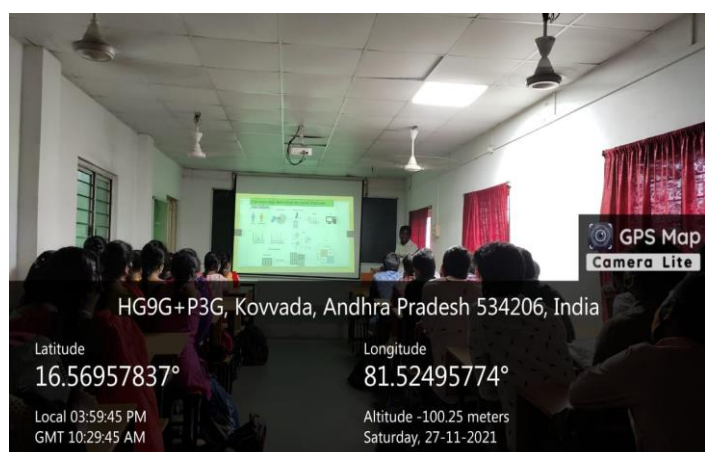 GPS Map
Camera Lite
HG9G+P3G, Kovvada, Andhra Pradesh 534206, India
Latitude
16.56957837°
Longitude
81.52495774°
Local 03:59:45 PM
GMT 10:29:45 AM
Altitude -100.25 meters
Saturday, 27-11-2021